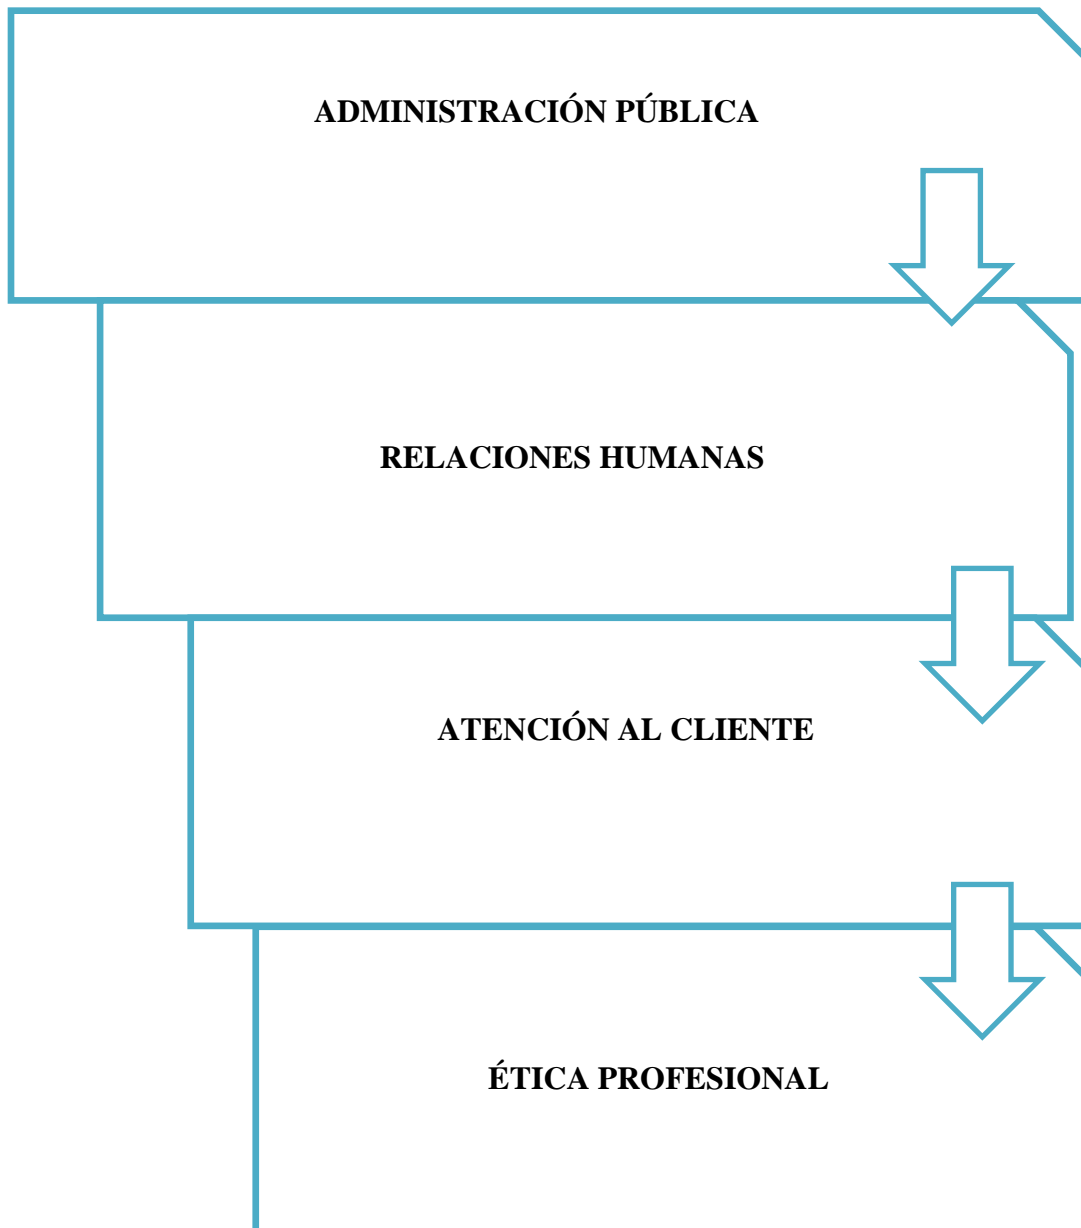 ADMINISTRACIÓN PÚBLICA
RELACIONES HUMANAS
ATENCIÓN AL CLIENTE
ÉTICA PROFESIONAL